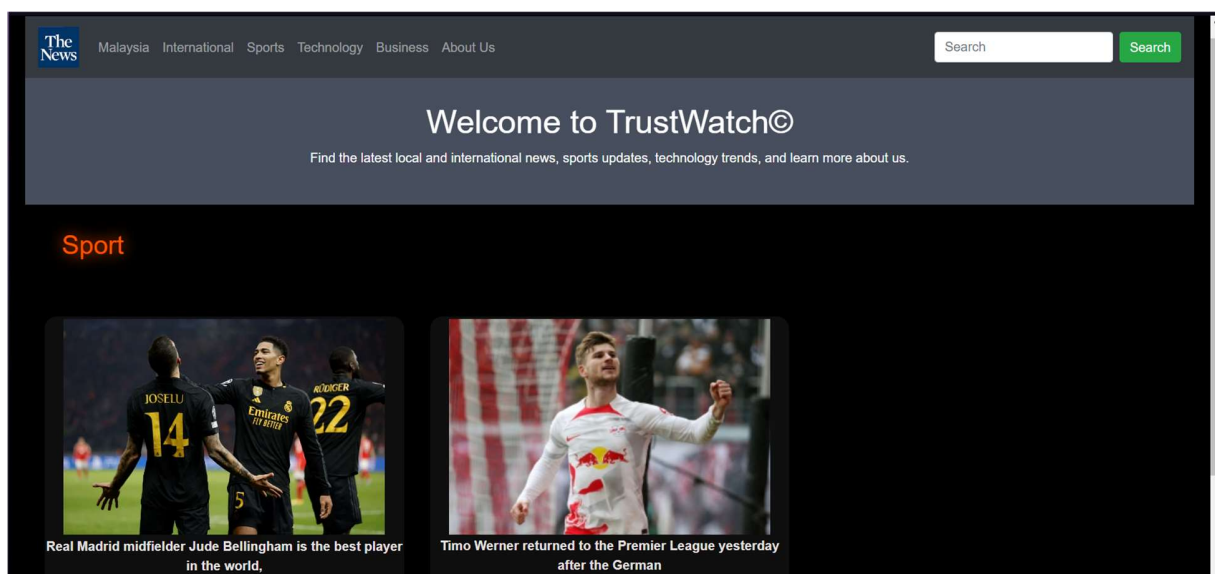 The
News
Malaysia International Sports Technology Business About Us
Search
Search
Welcome to TrustWatch©
Find the latest local and international news, sports updates, technology trends, and learn more about us.
Sport
JOSELU
14
Emirates
FLY BETTER
5
RÜDIGER
22
Real Madrid midfielder Jude Bellingham is the best player
in the world,
Timo Werner returned to the Premier League yesterday
after the German